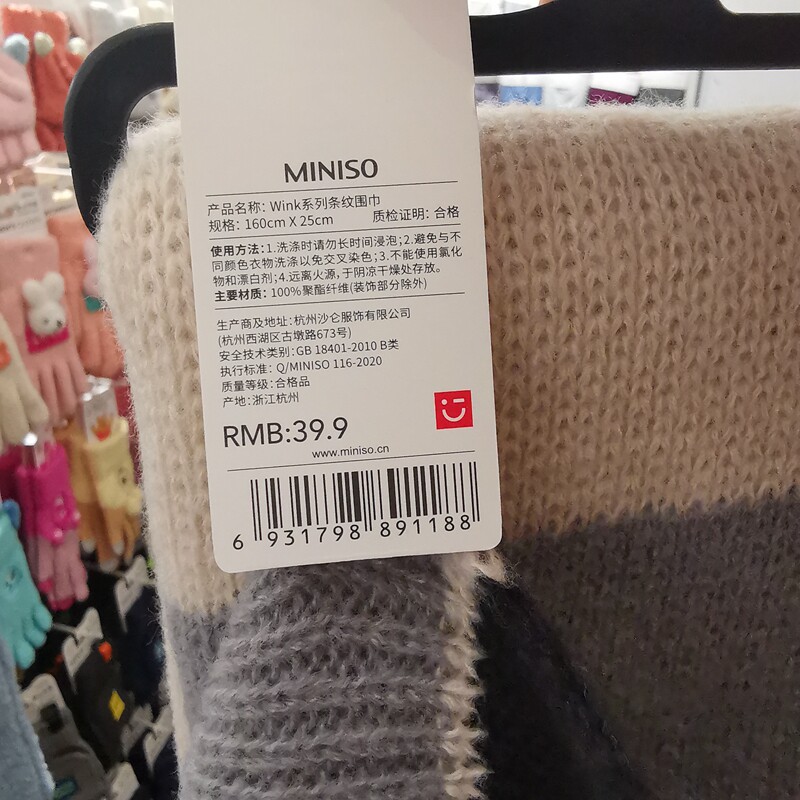 MINISO
产品名称: Wink系列条纹围巾
规格: 160cm X 25cm 质检证明: 合格
使用方法:1.洗涤时请勿长时间浸泡;2.避免与不
同颜色衣物洗涤以免交叉染色;3.不能使用氯化
物和漂白剂;4.远离火源,于阴凉干燥处存放。
主要材质: 100%聚酯纤维(装饰部分除外)
生产商及地址:杭州沙仑服饰有限公司
(杭州西湖区古墩路673号)
安全技术类别:GB 18401-2010 B类
执行标准: Q/MINISO 116-2020
质量等级:合格品
产地:浙江杭州
RMB:39.9
www.miniso.cn
6 931798 891188